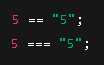 5 == "5";
5 === "5";